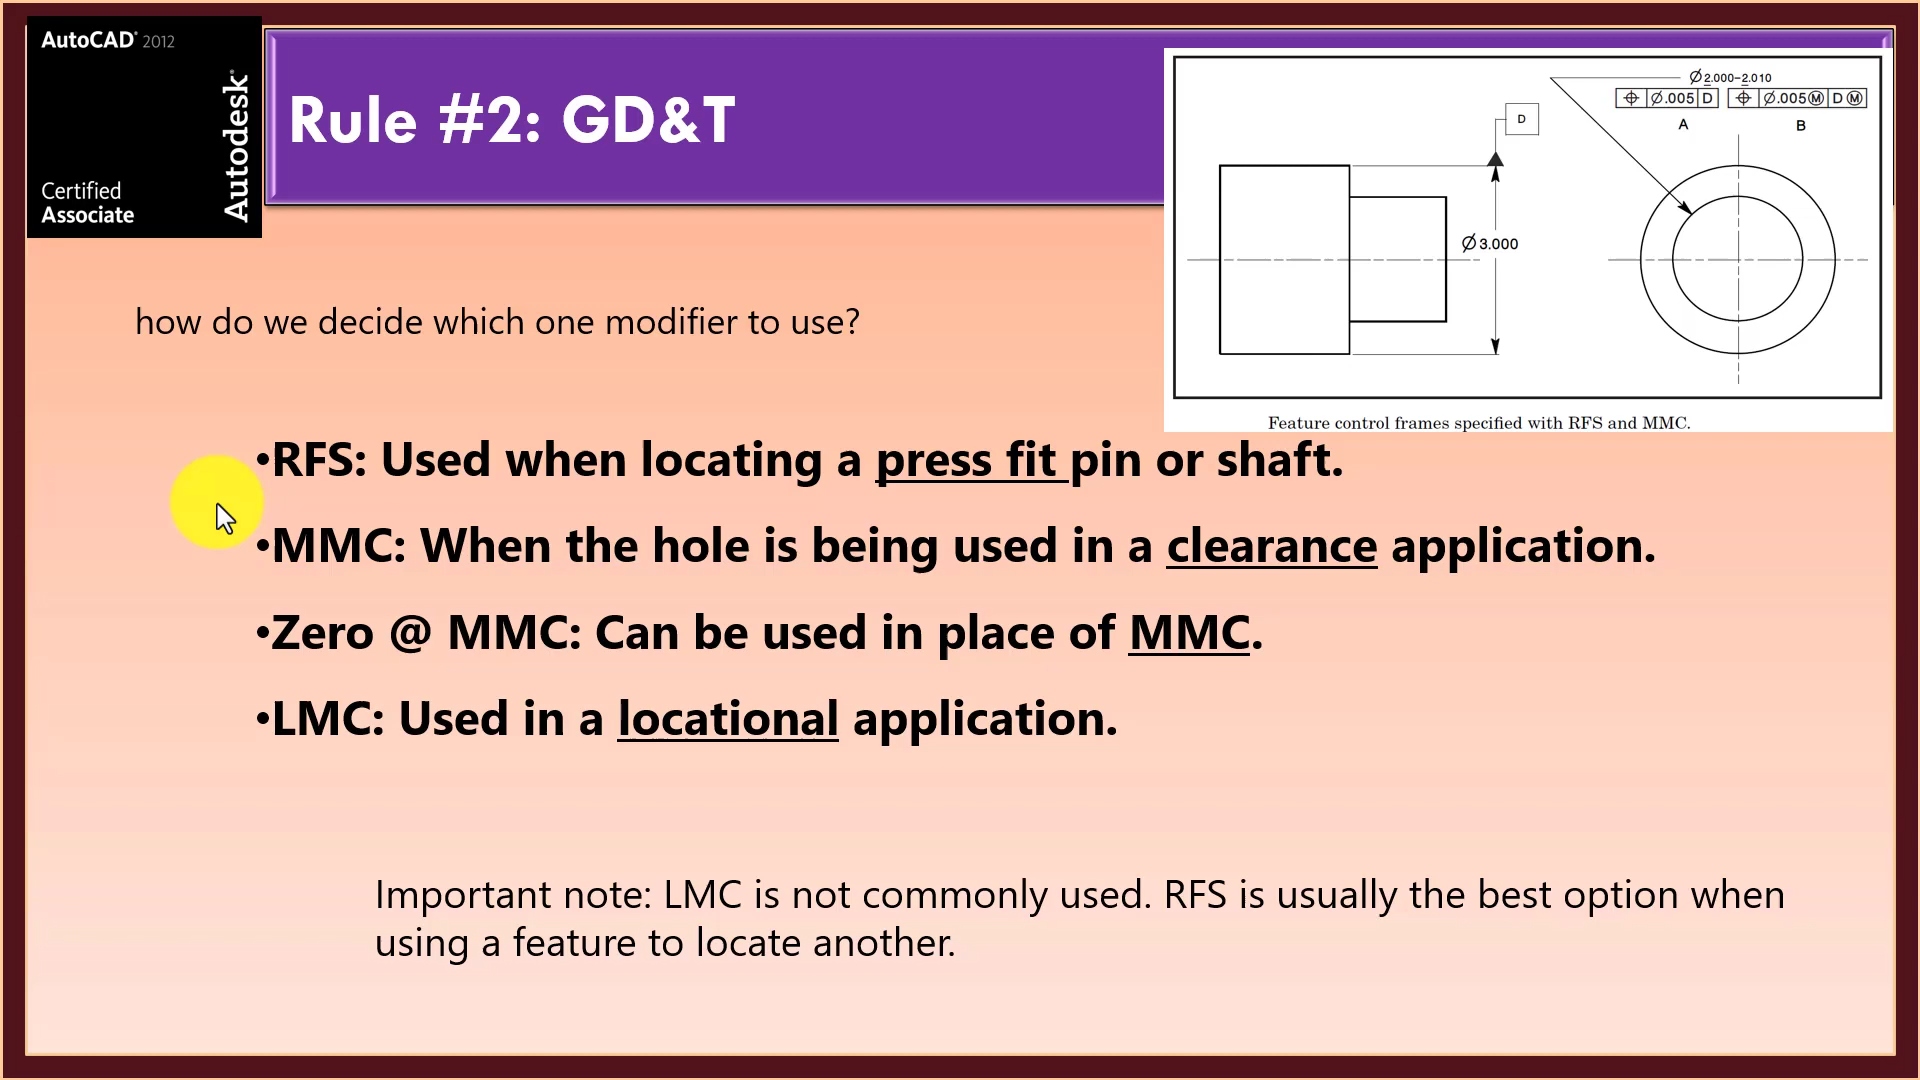 AutoCAD® 2012
Autodesk®
Certified
Associate
Rule #2: GD&T
Ø2.000–2.010
⌖ Ø.005 D ⌖ Ø.005Ⓜ DⓂ
A B
D
Ø3.000
Feature control frames specified with RFS and MMC.
how do we decide which one modifier to use?
•RFS: Used when locating a press fit pin or shaft.
•MMC: When the hole is being used in a clearance application.
•Zero @ MMC: Can be used in place of MMC.
•LMC: Used in a locational application.
Important note: LMC is not commonly used. RFS is usually the best option when
using a feature to locate another.